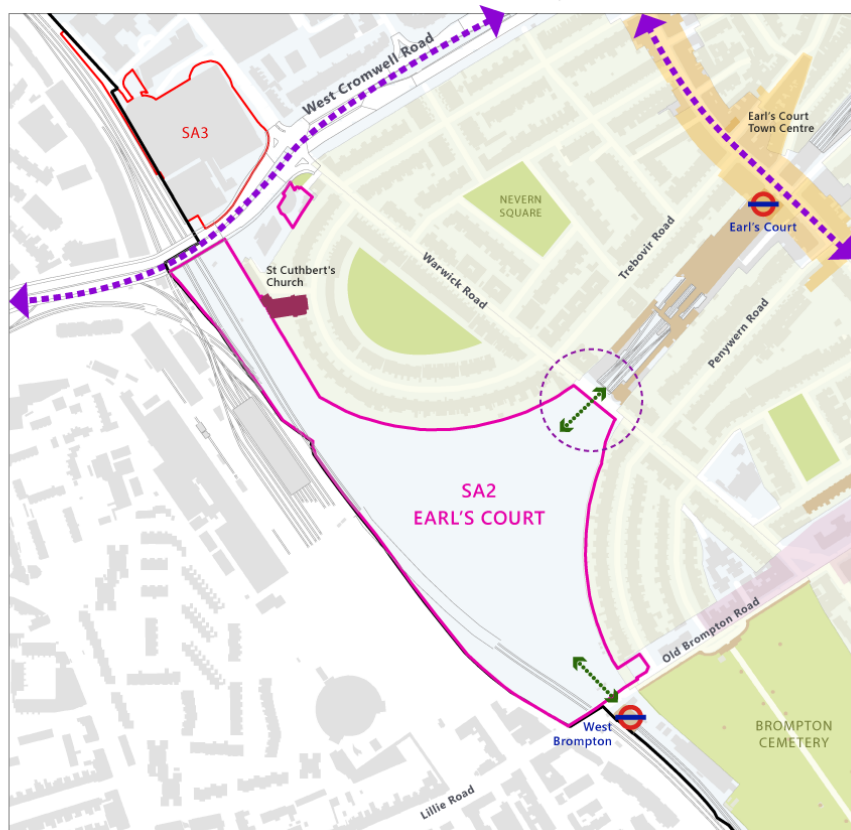 West Cromwell Road
SA3
Earl's Court
Town Centre
NEVERN
SQUARE
Earl's Court
Trebovir Road
St Cuthbert's
Church
Warwick Road
Penywern Road
SA2
EARL'S COURT
Old Brompton Road
West
Brompton
BROMPTON
CEMETERY
Lillie Road